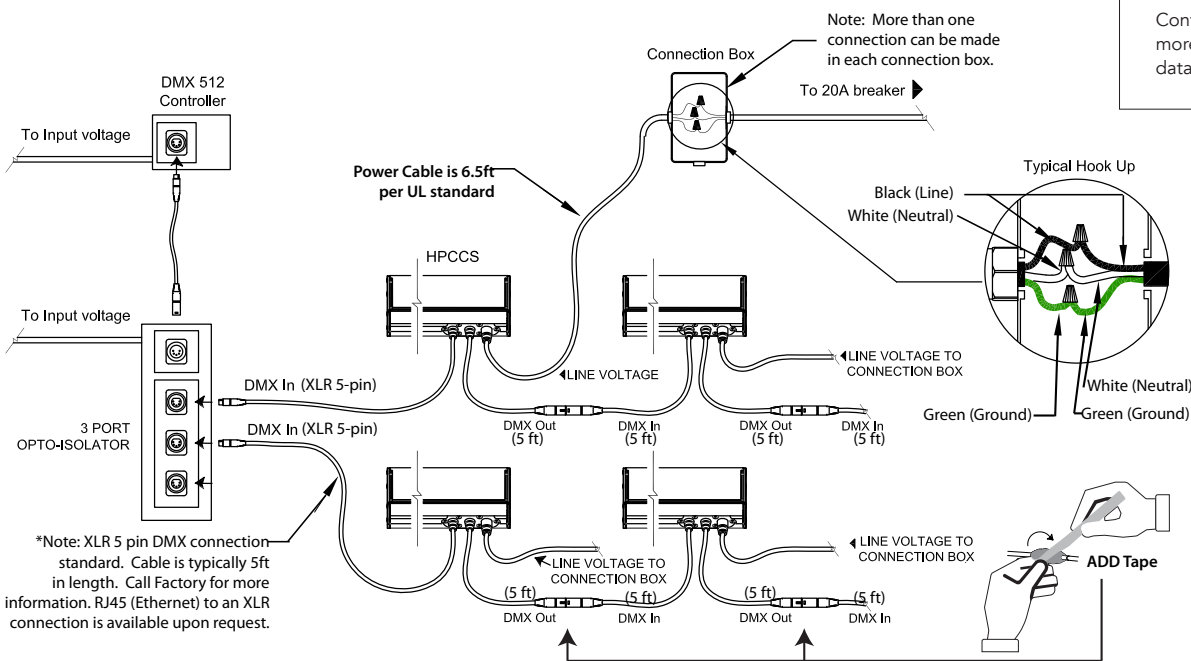 Note: More than one
connection can be made
in each connection box.
Connection Box
DMX 512
Controller
To 20A breaker
To Input voltage
Power Cable is 6.5ft
per UL standard
Typical Hook Up
Black (Line)
White (Neutral)
HPCCS
To Input voltage
LINE VOLTAGE
LINE VOLTAGE TO
CONNECTION BOX
White (Neutral)
Green (Ground)
Green (Ground)
DMX In (XLR 5-pin)
DMX In (XLR 5-pin)
DMX Out
(5 ft)
DMX In
(5 ft)
DMX Out
(5 ft)
DMX In
(5 ft)
3 PORT
OPTO-ISOLATOR
*Note: XLR 5 pin DMX connection
standard. Cable is typically 5ft
in length. Call Factory for more
information. RJ45 (Ethernet) to an XLR
connection is available upon request.
LINE VOLTAGE TO
CONNECTION BOX
LINE VOLTAGE TO
CONNECTION BOX
(5 ft)
DMX Out
(5 ft)
DMX In
(5 ft)
DMX Out
(5 ft)
DMX In
ADD Tape
more
data